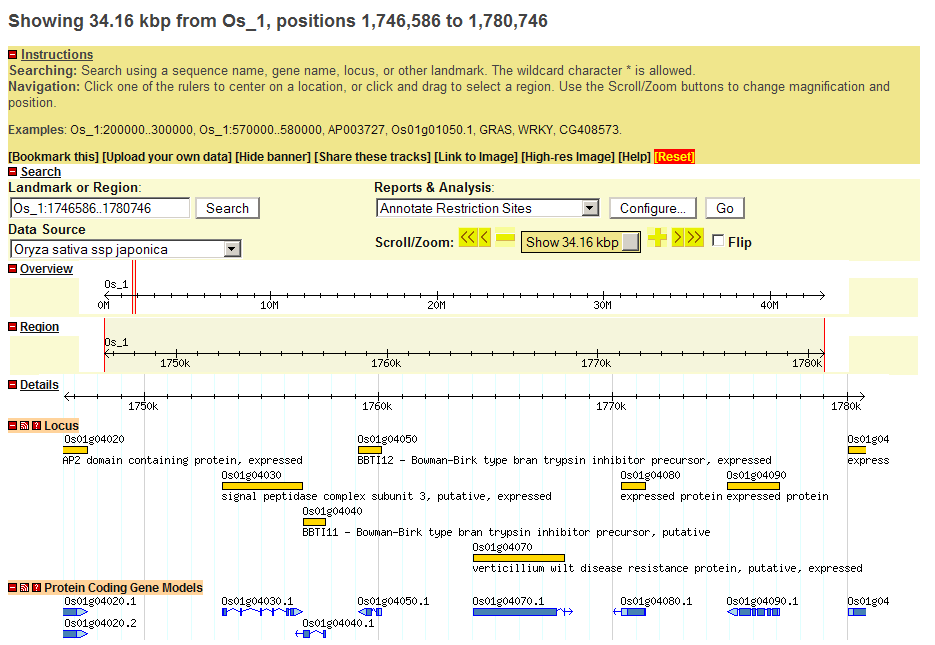 Showing 34.16 kbp from Os_1, positions 1,746,586 to 1,780,746
Instructions
Searching: Search using a sequence name, gene name, locus, or other landmark. The wildcard character * is allowed.
Navigation: Click one of the rulers to center on a location, or click and drag to select a region. Use the Scroll/Zoom buttons to change magnification and
position.
Examples: Os_1:200000..300000, Os_1:570000..580000, AP003727, Os01g01050.1, GRAS, WRKY, CG408573.
[Bookmark this] [Upload your own data] [Hide banner] [Share these tracks] [Link to Image] [High-res Image] [Help] [Reset]
Search
Landmark or Region: Reports & Analysis:
Os_1:1746586..1780746 Search Annotate Restriction Sites Configure... Go
Data Source
Oryza sativa ssp japonica Scroll/Zoom: << < Show 34.16 kbp > >> Flip
Overview
Os_1
0M 10M 20M 30M 40M
Region
Os_1
1750k 1760k 1770k 1780k
Details
1750k 1760k 1770k 1780k
Locus
Os01g04020 Os01g04050 Os01g04
AP2 domain containing protein, expressed BBTI12 - Bowman-Birk type bran trypsin inhibitor precursor, expressed express
Os01g04030 Os01g04080 Os01g04090
signal peptidase complex subunit 3, putative, expressed expressed protein expressed protein
Os01g04040
BBTI11 - Bowman-Birk type bran trypsin inhibitor precursor, putative
Os01g04070
verticillium wilt disease resistance protein, putative, expressed
Protein Coding Gene Models
Os01g04020.1 Os01g04030.1 Os01g04050.1 Os01g04070.1 Os01g04080.1 Os01g04090.1 Os01g04
Os01g04020.2 Os01g04040.1